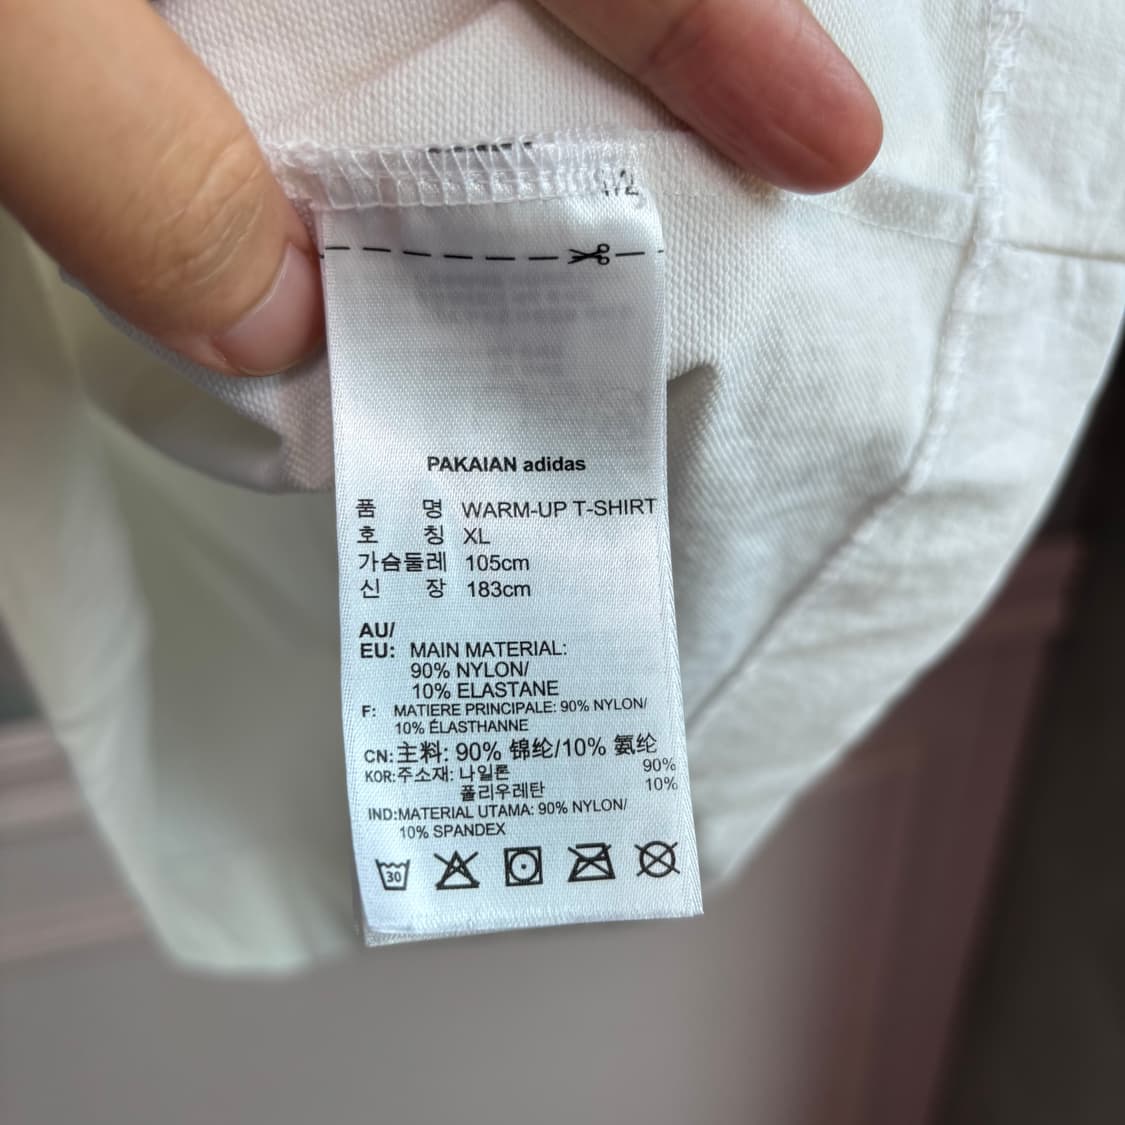 PAKAIAN adidas
품 명 WARM-UP T-SHIRT
호 칭 XL
가슴둘레 105cm
신 장 183cm
AU/
EU: MAIN MATERIAL:
90% NYLON/
10% ELASTANE
F: MATIERE PRINCIPALE: 90% NYLON/
10% ÉLASTHANNE
CN: 主料: 90% 锦纶/10% 氨纶
KOR: 주소재: 나일론 90%
폴리우레탄 10%
IND: MATERIAL UTAMA: 90% NYLON/
10% SPANDEX
30